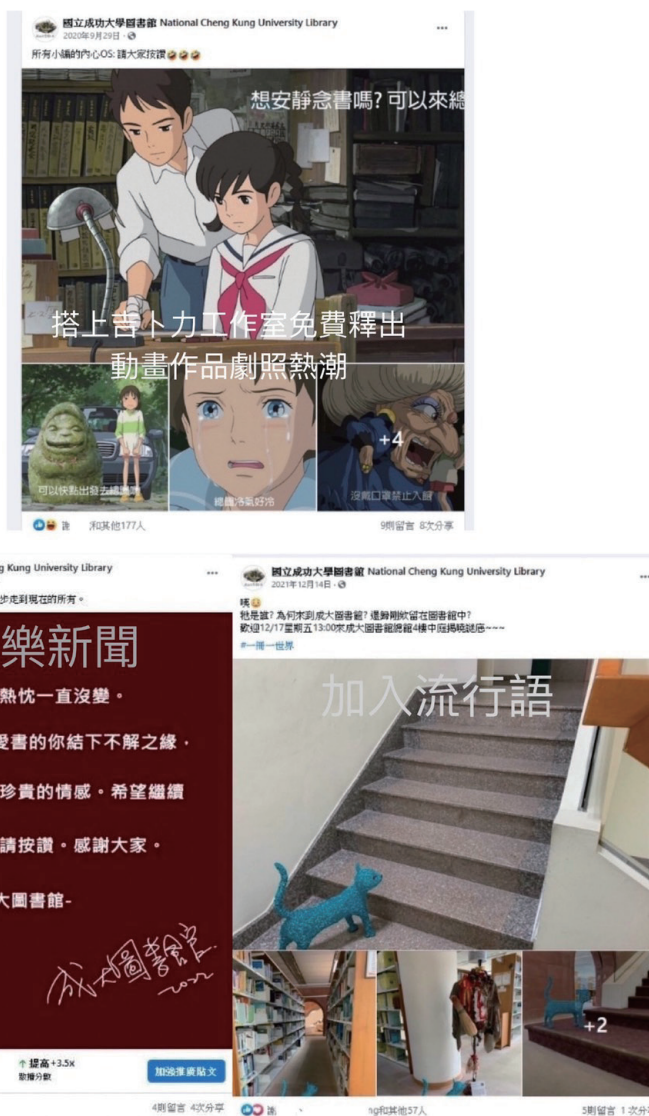 國立成功大學圖書館 National Cheng Kung University Library
2020年9月29日
所有小編的內心OS: 請大家按讚🤣🤣🤣
想安靜念書嗎? 可以來總
搭上吉卜力工作室免費釋出
動畫作品劇照熱潮
+4
可以快點出發去總圖嗎
總圖冷氣好冷
沒戴口罩禁止入館
和其他177人
9則留言 8次分享
g Kung University Library
步走到現在的所有。
樂新聞
熱忱一直沒變。
愛書的你結下不解之緣,
珍貴的情感。希望繼續
請按讚。感謝大家。
大圖書館-
成大圖書館
2022
提高+3.5x
散播分數
加強推廣貼文
4則留言 4次分享
國立成功大學圖書館 National Cheng Kung University Library
2021年12月14日
咦
牠是誰? 為何來到成大圖書館? 還躡腳蚊留在圖書館中?
歡迎12/17星期五13:00來成大圖書館總館4樓中庭揭曉謎底~~~
#一冊一世界
加入流行語
+2
ng和其他57人
5則留言 1次分